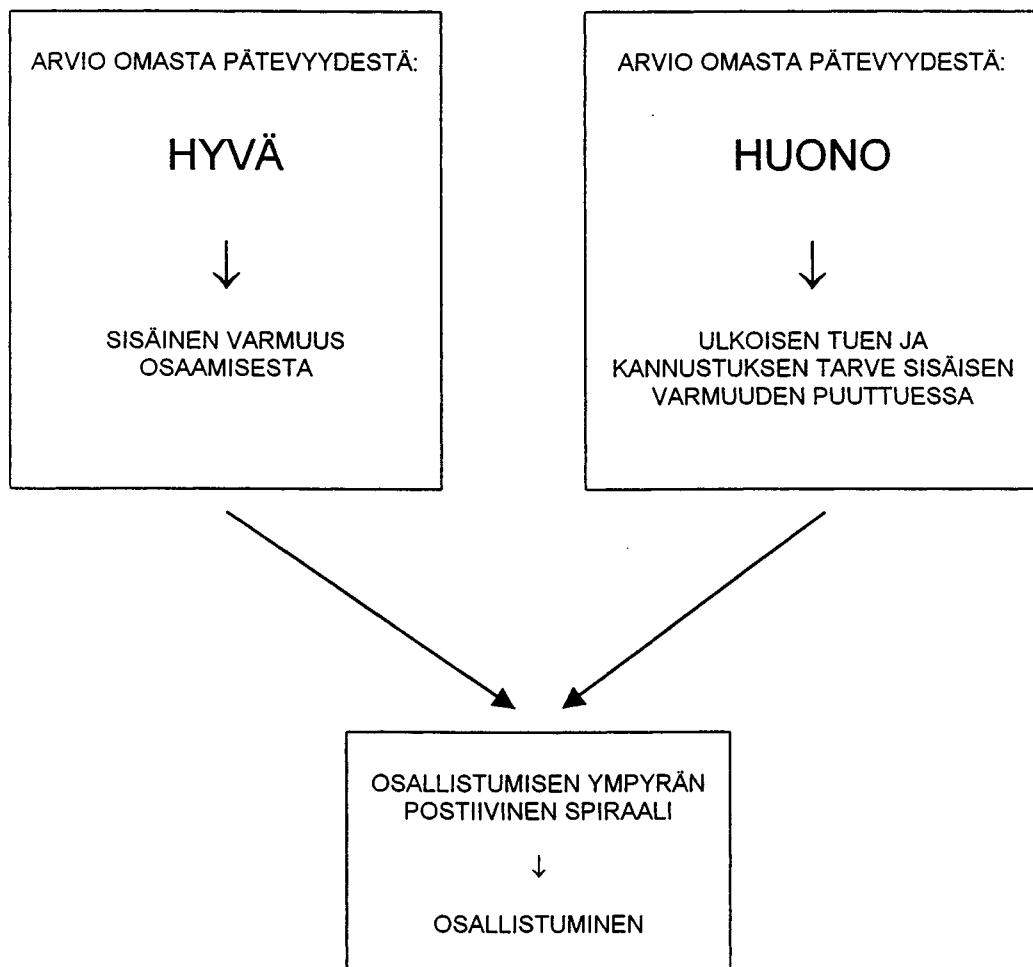 ARVIO OMASTA PÄTEVYYDESTÄ:
HYVÄ
↓
SISÄINEN VARMUUS
OSAAMISESTA
ARVIO OMASTA PÄTEVYYDESTÄ:
HUONO
↓
ULKOISEN TUEN JA
KANNUSTUKSEN TARVE SISÄISEN
VARMUUDEN PUUTTUESSA
OSALLISTUMISEN YMPYRÄN
POSTIIVINEN SPIRAALI
↓
OSALLISTUMINEN